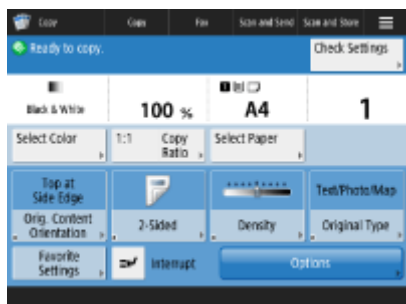 Copy
Fax
Scan and Send
Scan and Store
Ready to copy.
Check Settings
Black & White
100 %
1
A4
1
Select Color
1:1
Copy
Ratio
Select Paper
Top at
Side Edge
Text/Photo/Map
Orig. Content
Orientation
2-Sided
Density
Original Type
Favorite
Settings
Interrupt
Options